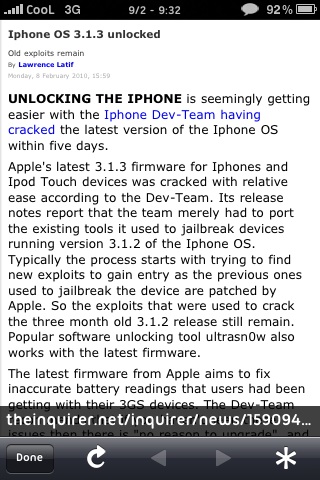 CooL 3G 9/2 - 9:32 92%
Iphone OS 3.1.3 unlocked
Old exploits remain
By Lawrence Latif
Monday, 8 February 2010, 15:59
UNLOCKING THE IPHONE is seemingly getting
easier with the Iphone Dev-Team having
cracked the latest version of the Iphone OS
within five days.
Apple's latest 3.1.3 firmware for Iphones and
Ipod Touch devices was cracked with relative
ease according to the Dev-Team. Its release
notes report that the team merely had to port
the existing tools it used to jailbreak devices
running version 3.1.2 of the Iphone OS.
Typically the process starts with trying to find
new exploits to gain entry as the previous ones
used to jailbreak the device are patched by
Apple. So the exploits that were used to crack
the three month old 3.1.2 release still remain.
Popular software unlocking tool ultrasn0w also
works with the latest firmware.
The latest firmware from Apple aims to fix
inaccurate battery readings that users had been
getting with their 3GS devices. The Dev-Team
theinquirer.net/inquirer/news/159094...
issues then there is "no reason to upgrade", and
Done